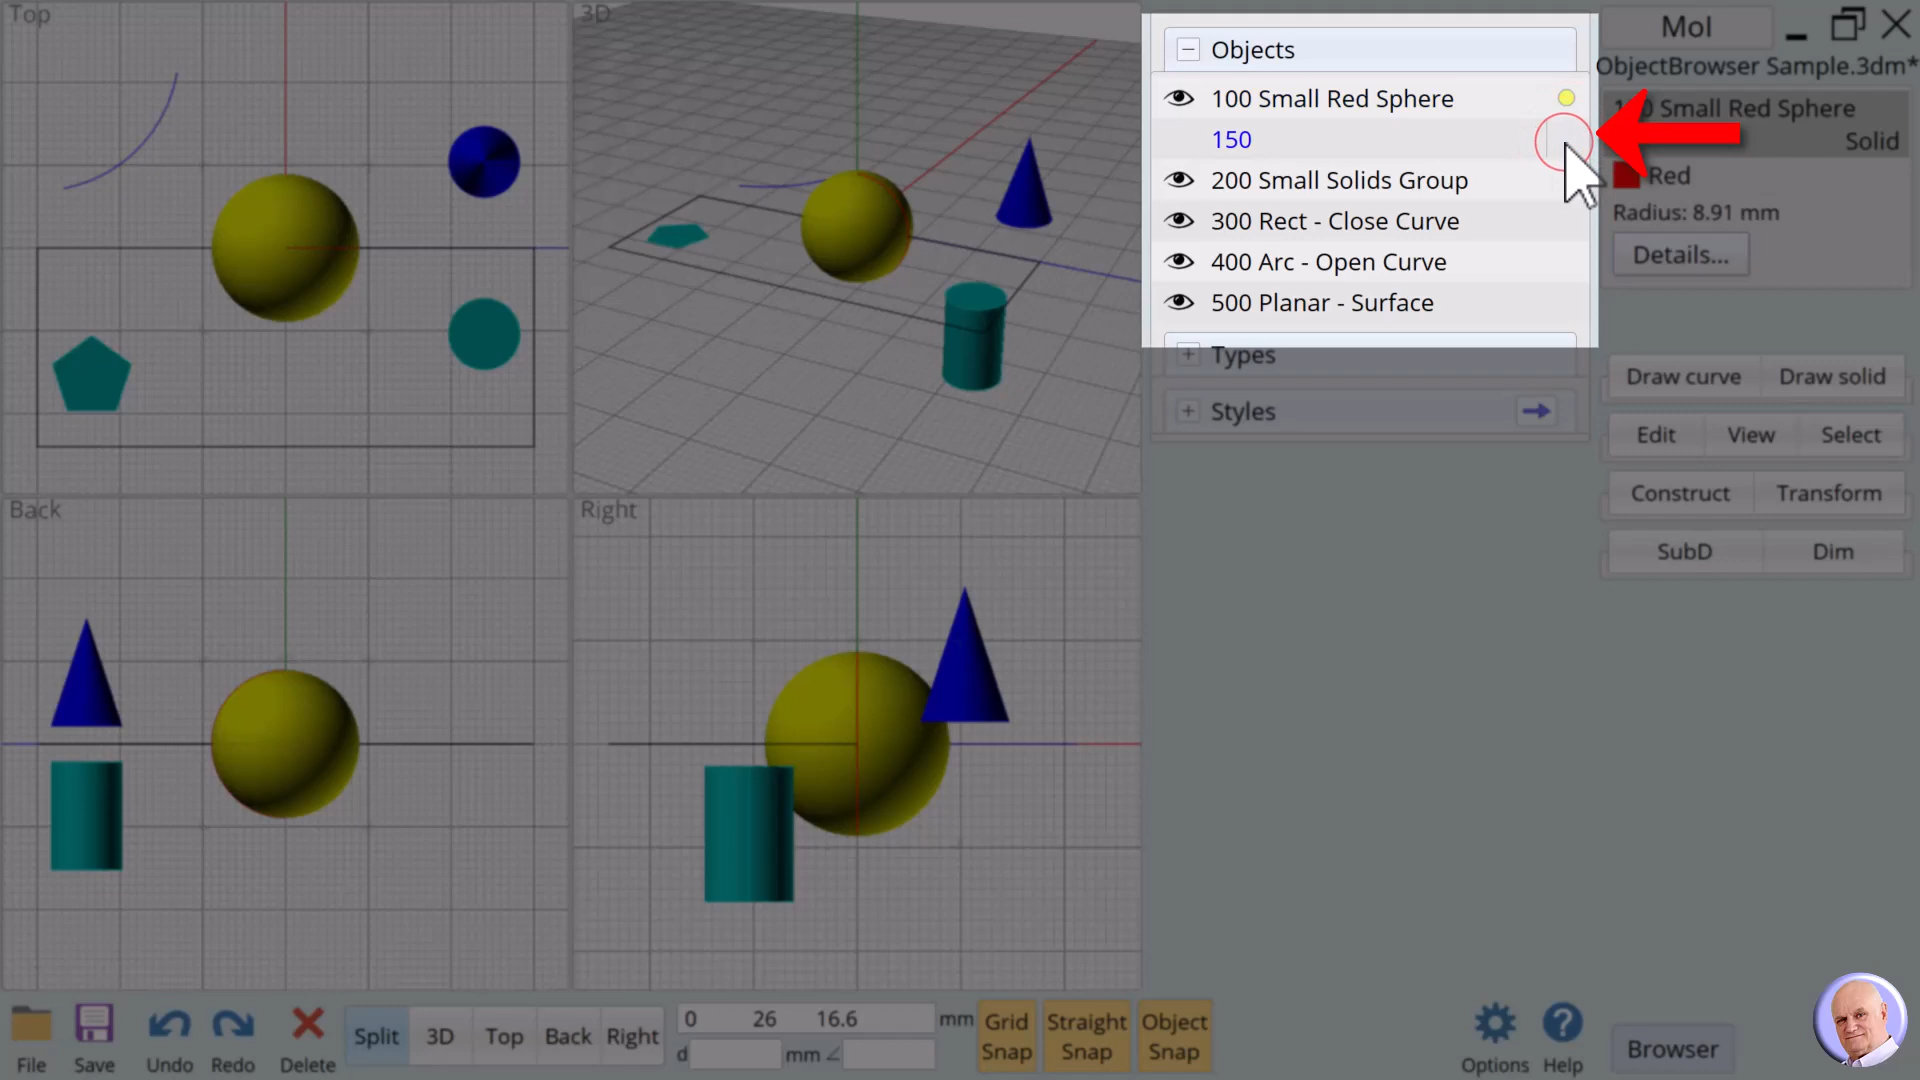 Top
3D
Objects
100 Small Red Sphere
150
200 Small Solids Group
300 Rect - Close Curve
400 Arc - Open Curve
500 Planar - Surface
Types
Styles
MoI
ObjectBrowser Sample.3dm*
Small Red Sphere
Solid
Red
Radius: 8.91 mm
Details...
Draw curve Draw solid
Edit View Select
Construct Transform
SubD Dim
Back
Right
File
Save
Undo
Redo
Delete
Split 3D Top Back Right
0 26 16.6 mm
d mm ∠
Grid Snap
Straight Snap
Object Snap
Options
Help
Browser